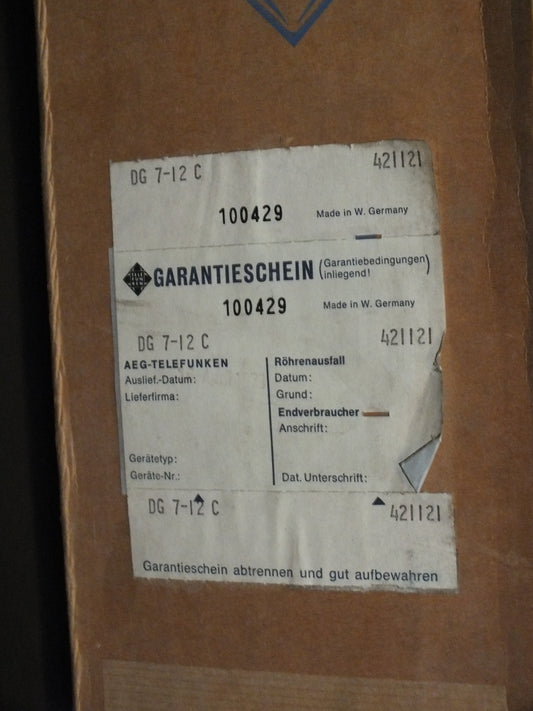 DG 7-12 C 421121
100429 Made in W. Germany
GARANTIESCHEIN (Garantiebedingungen inliegend!)
100429 Made in W. Germany
DG 7-12 C 421121
AEG-TELEFUNKEN
Auslief.-Datum:
Lieferfirma:
Gerätetyp:
Geräte-Nr.:
Röhrenausfall
Datum:
Grund:
Endverbraucher
Anschrift:
Dat. Unterschrift:
DG 7-12 C 421121
Garantieschein abtrennen und gut aufbewahren